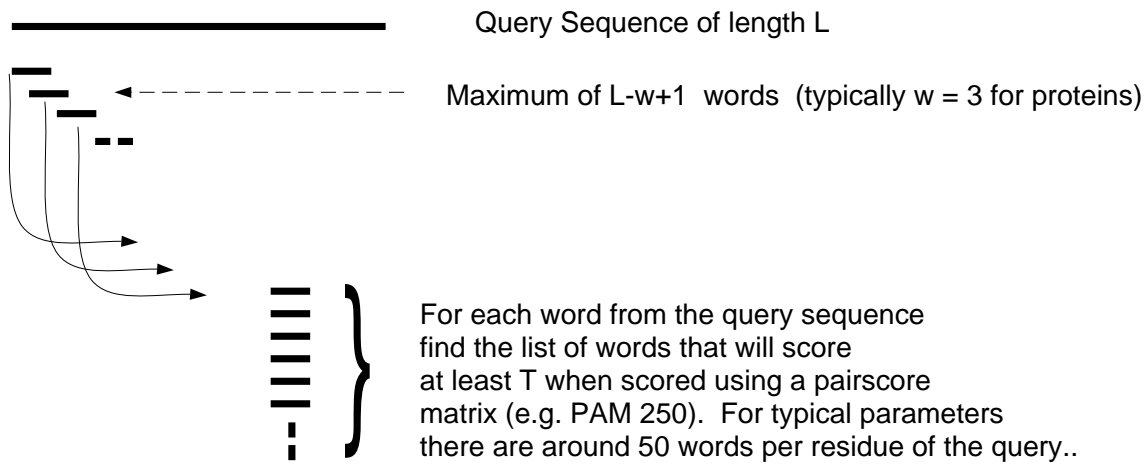 Query Sequence of length L
Maximum of L-w+1 words (typically w = 3 for proteins)
For each word from the query sequence
find the list of words that will score
at least T when scored using a pairscore
matrix (e.g. PAM 250). For typical parameters
there are around 50 words per residue of the query..